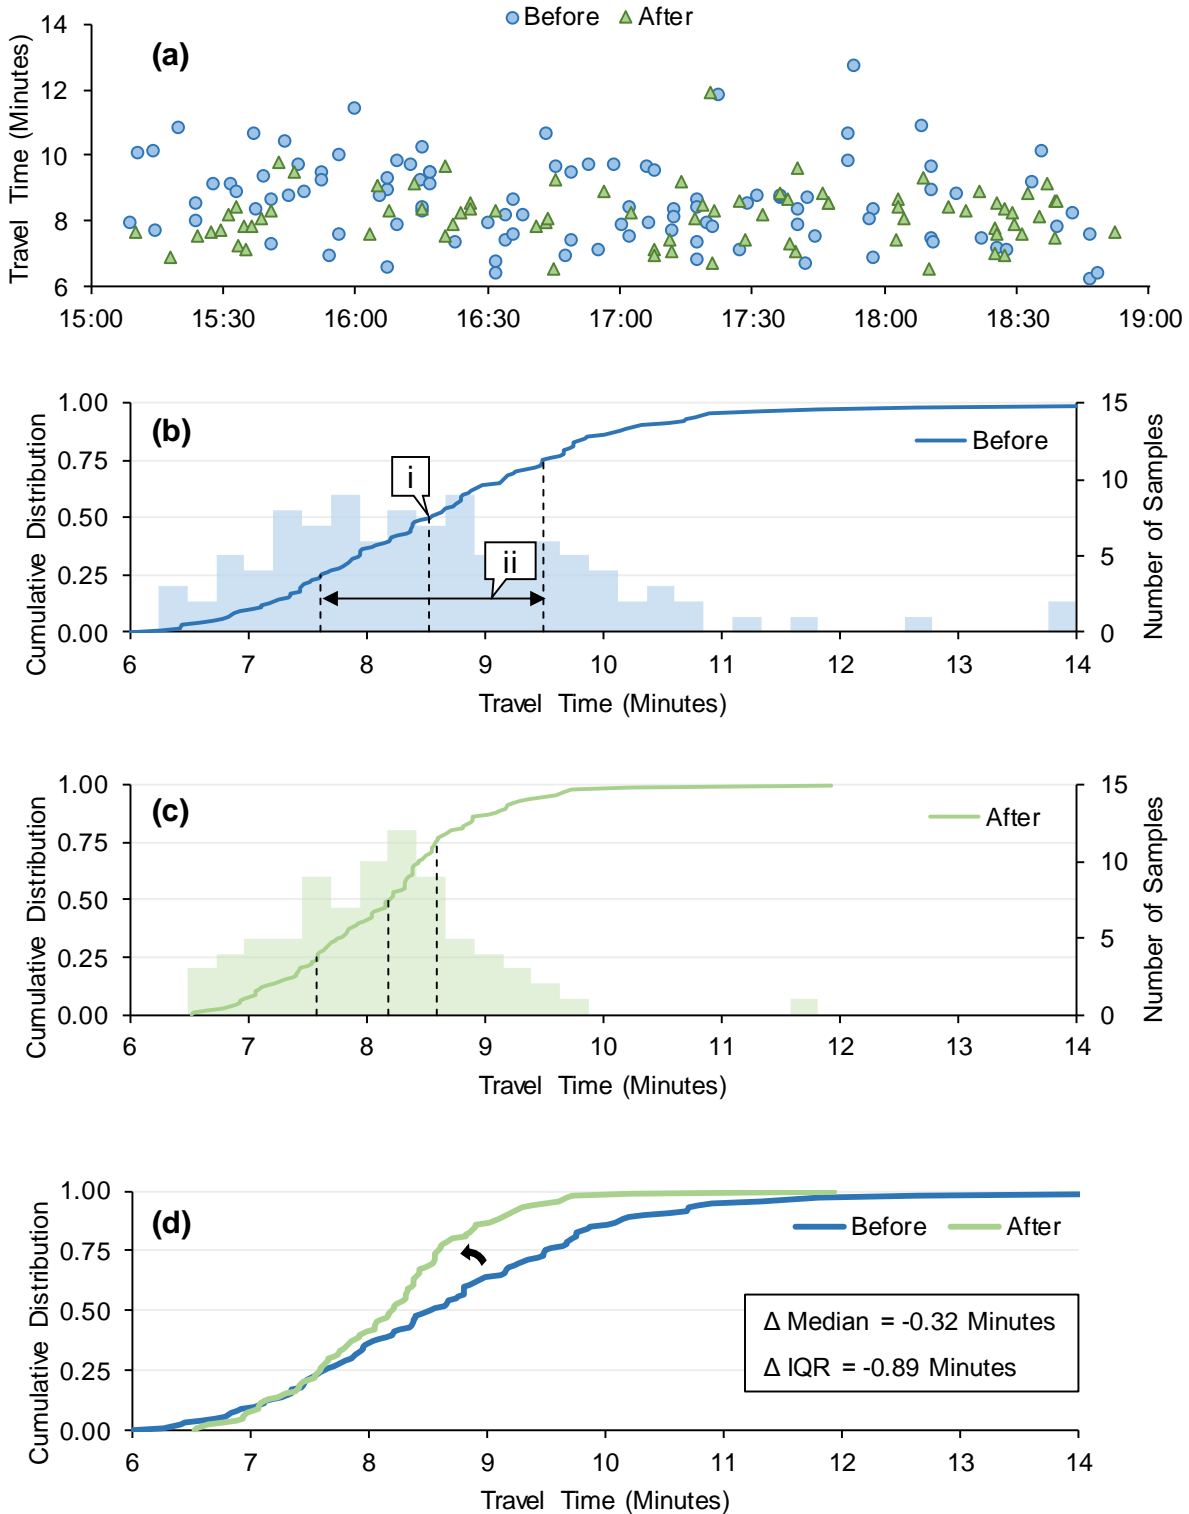 Before After
(a)
Travel Time (Minutes)
14
12
10
8
6
15:00 15:30 16:00 16:30 17:00 17:30 18:00 18:30 19:00
(b)
Before
i
ii
Cumulative Distribution
1.00
0.75
0.50
0.25
0.00
Number of Samples
15
10
5
0
6 7 8 9 10 11 12 13 14
Travel Time (Minutes)
(c)
After
Cumulative Distribution
1.00
0.75
0.50
0.25
0.00
Number of Samples
15
10
5
0
6 7 8 9 10 11 12 13 14
Travel Time (Minutes)
(d)
Before After
Cumulative Distribution
1.00
0.75
0.50
0.25
0.00
Δ Median = -0.32 Minutes
Δ IQR = -0.89 Minutes
6 7 8 9 10 11 12 13 14
Travel Time (Minutes)